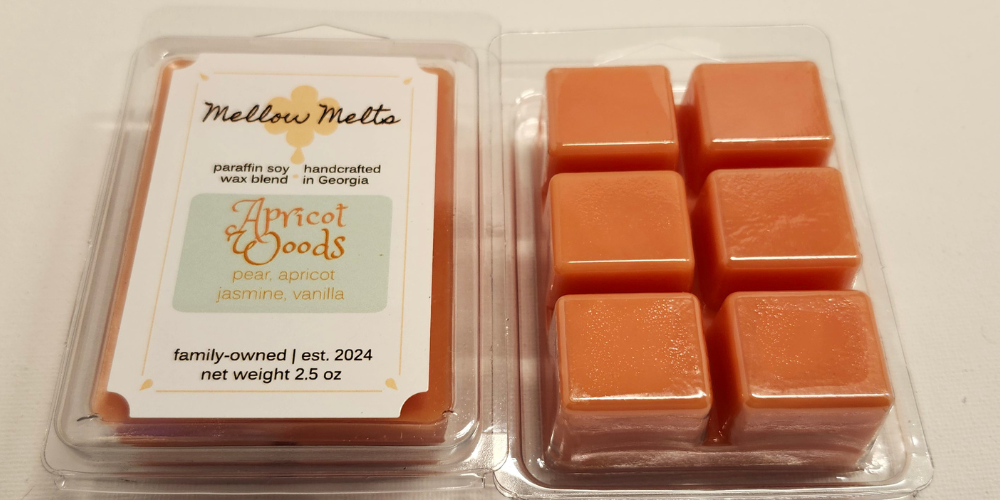 Mellow Melts
paraffin soy handcrafted
wax blend in Georgia
Apricot
Woods
pear, apricot
jasmine, vanilla
family-owned | est. 2024
net weight 2.5 oz